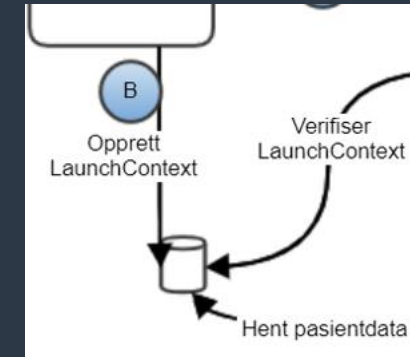 B
Opprett
LaunchContext
Verifiser
LaunchContext
Hent pasientdata